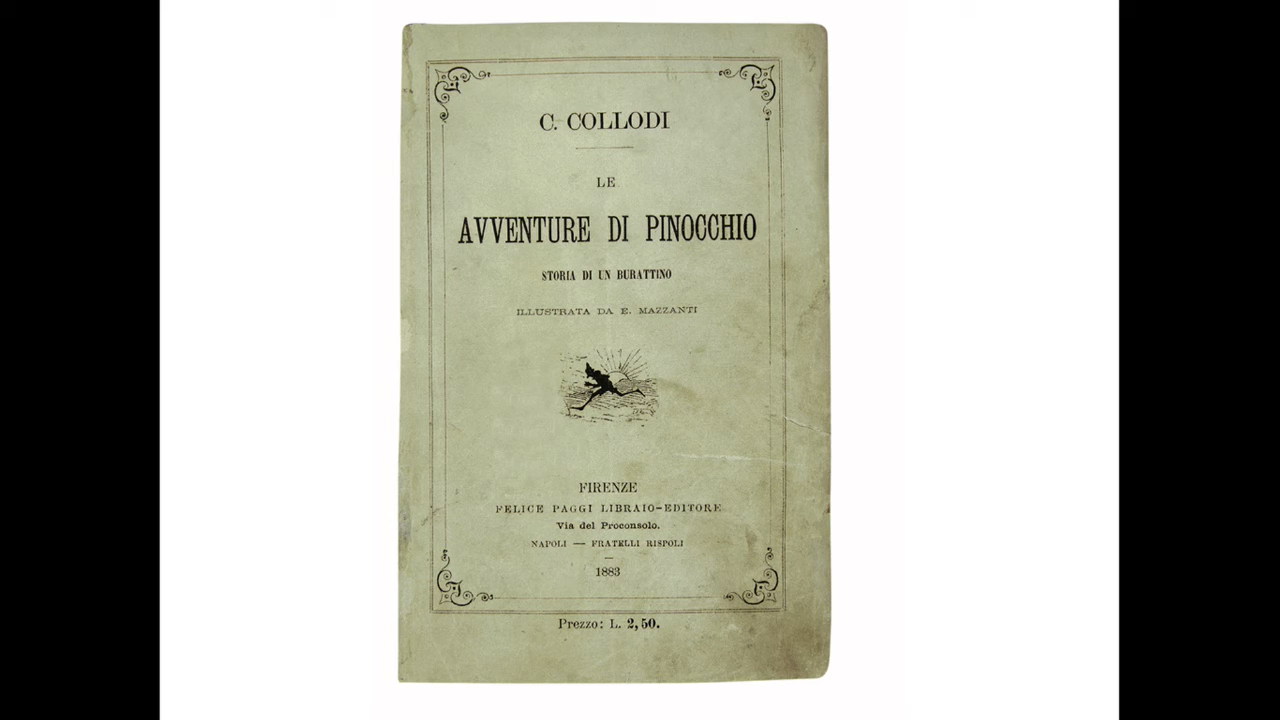 C. COLLODI
LE
AVVENTURE DI PINOCCHIO
STORIA DI UN BURATTINO
ILLUSTRATA DA E. MAZZANTI
FIRENZE
FELICE PAGGI LIBRAIO-EDITORE
Via del Proconsolo.
NAPOLI — FRATELLI RISPOLI
1883
Prezzo: L. 2,50.